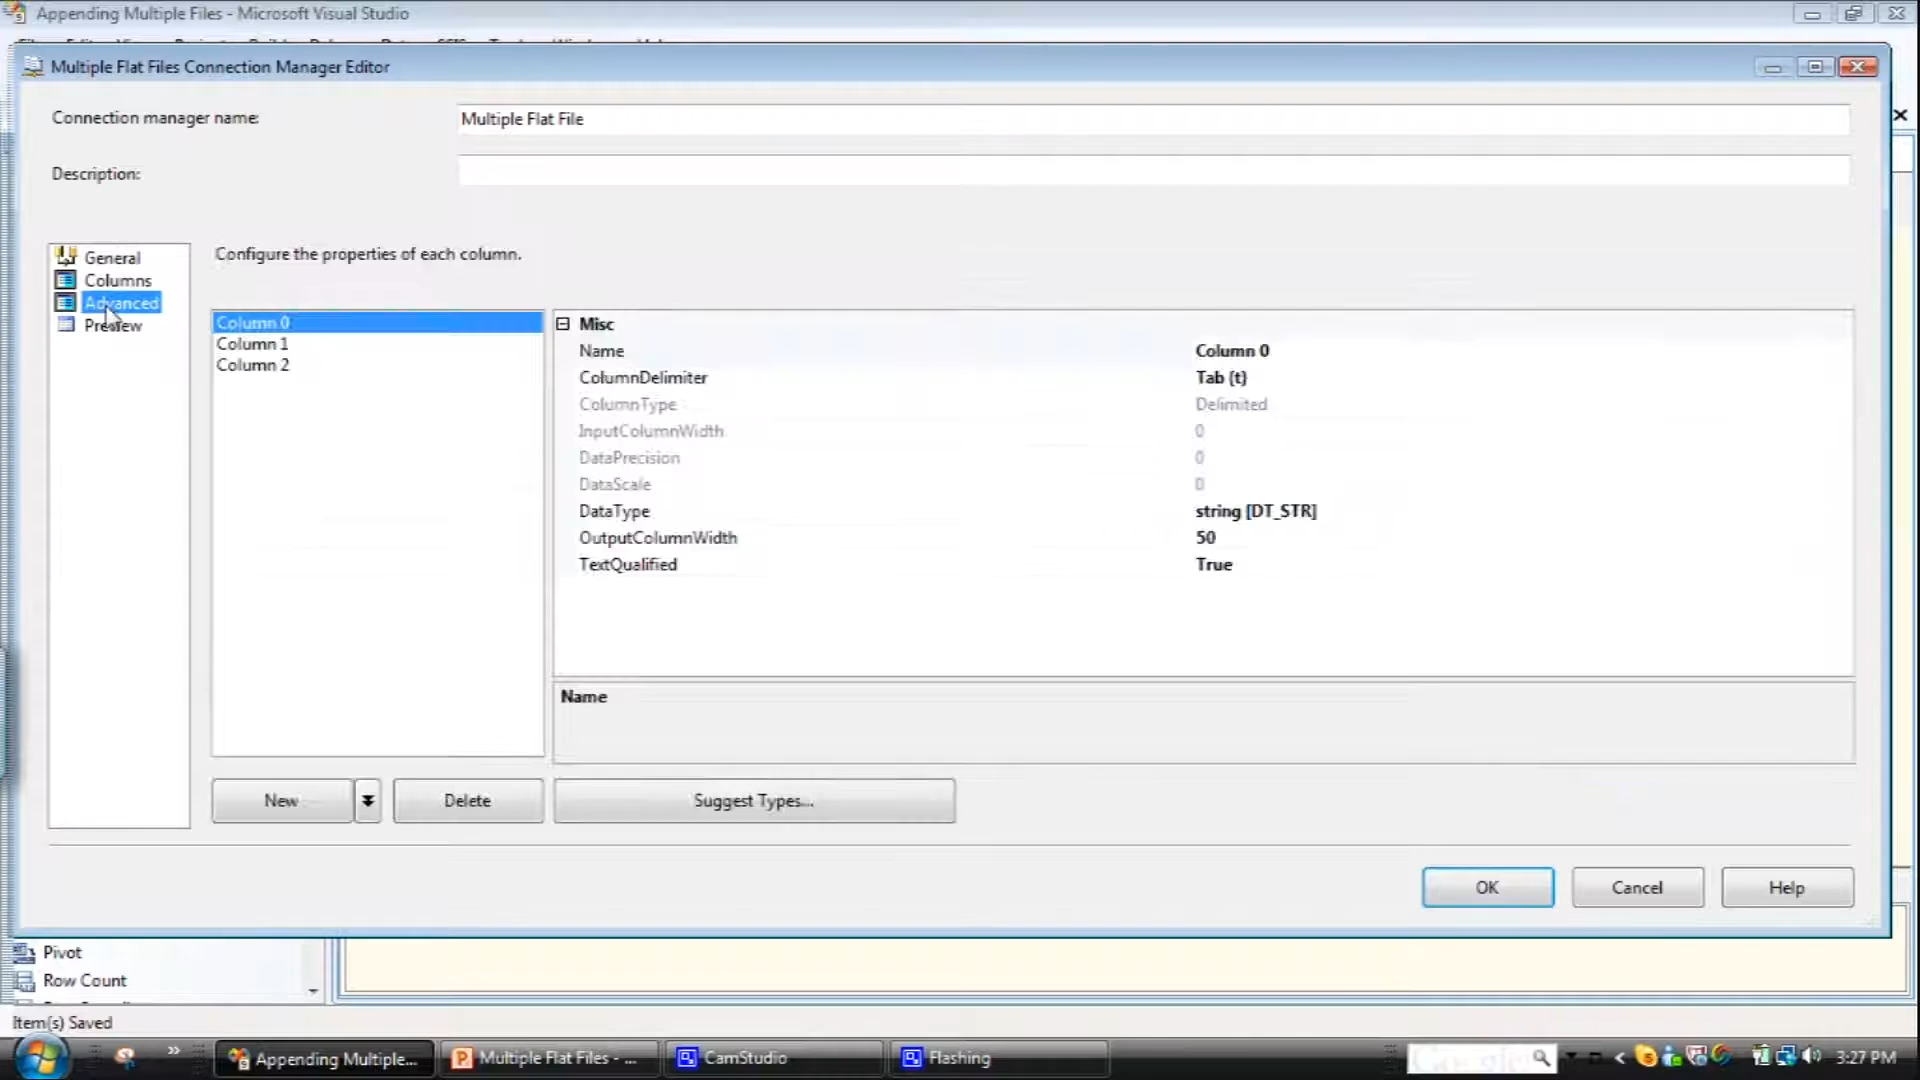 Appending Multiple Files - Microsoft Visual Studio
Multiple Flat Files Connection Manager Editor
Connection manager name:
Multiple Flat File
Description:
General
Columns
Advanced
Preview
Configure the properties of each column.
Column 0
Column 1
Column 2
Misc
Name
Column 0
ColumnDelimiter
Tab {t}
ColumnType
Delimited
InputColumnWidth
0
DataPrecision
0
DataScale
0
DataType
string [DT_STR]
OutputColumnWidth
50
TextQualified
True
Name
New
Delete
Suggest Types...
OK
Cancel
Help
Pivot
Row Count
Item(s) Saved
Appending Multiple...
Multiple Flat Files - ...
CamStudio
Flashing
Google
3:27 PM